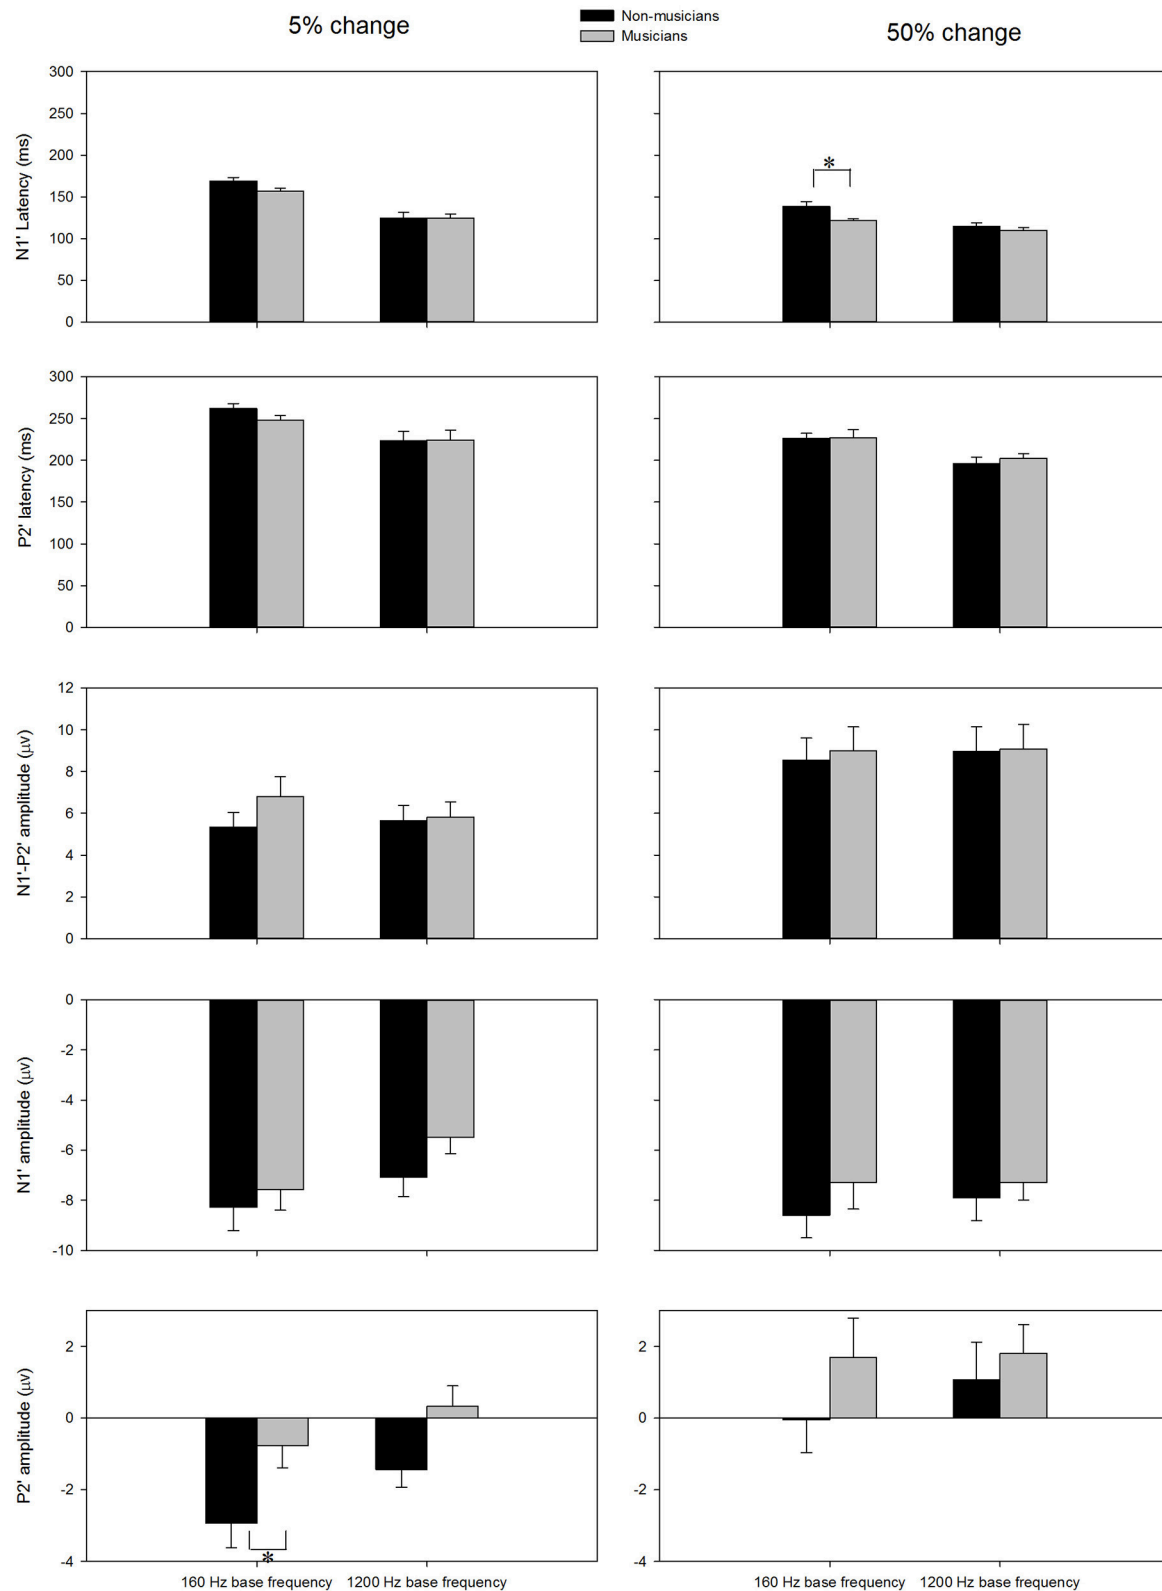 5% change
Non-musicians
Musicians
50% change
N1' Latency (ms)
300
250
200
150
100
50
0
*
P2' latency (ms)
300
250
200
150
100
50
0
N1'-P2' amplitude (μv)
12
10
8
6
4
2
0
N1' amplitude (μv)
0
-2
-4
-6
-8
-10
P2' amplitude (μv)
2
0
-2
-4
*
2
0
-2
-4
160 Hz base frequency
1200 Hz base frequency
160 Hz base frequency
1200 Hz base frequency